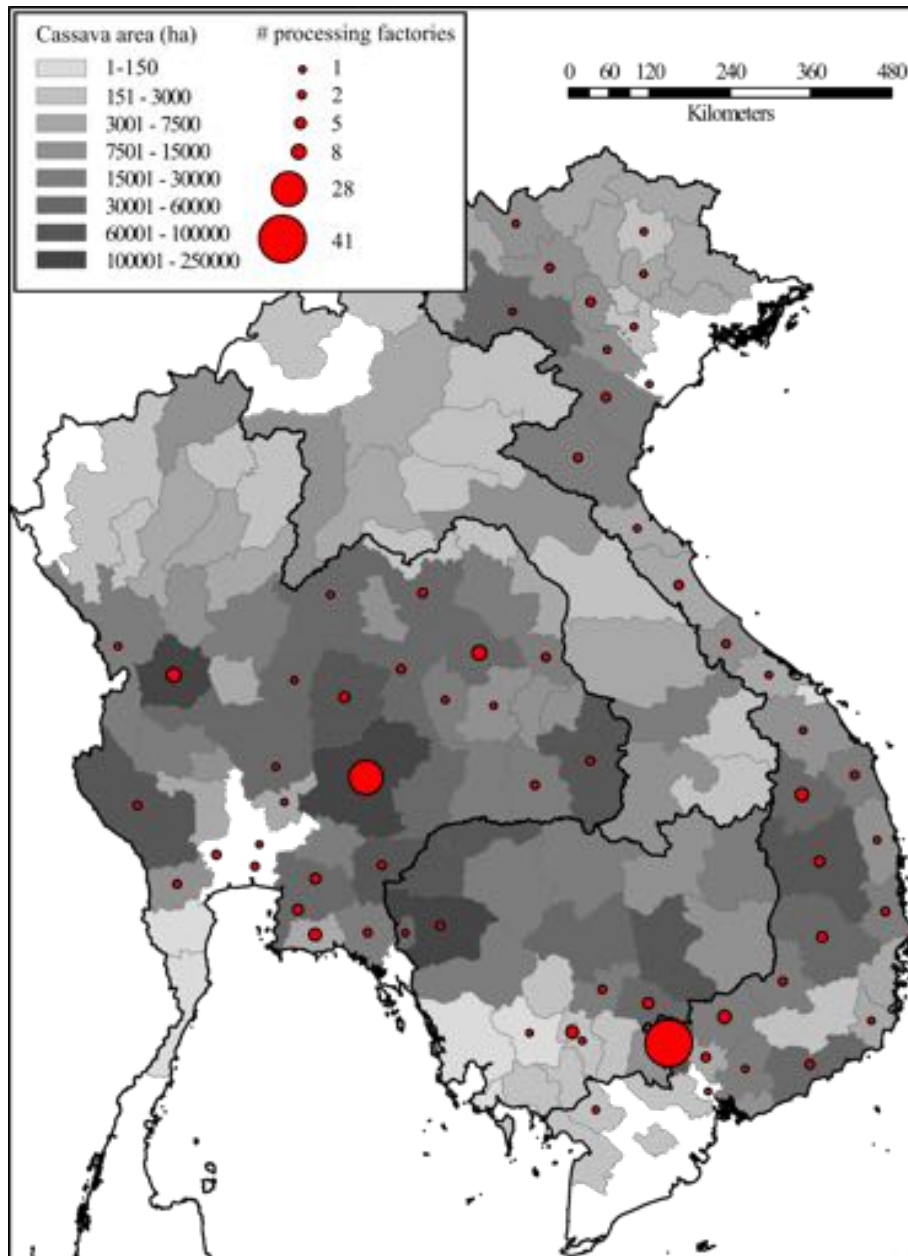 Cassava area (ha)
1-150
151 - 3000
3001 - 7500
7501 - 15000
15001 - 30000
30001 - 60000
60001 - 100000
100001 - 250000
# processing factories
1
2
5
8
28
41
0 60 120 240 360 480
Kilometers